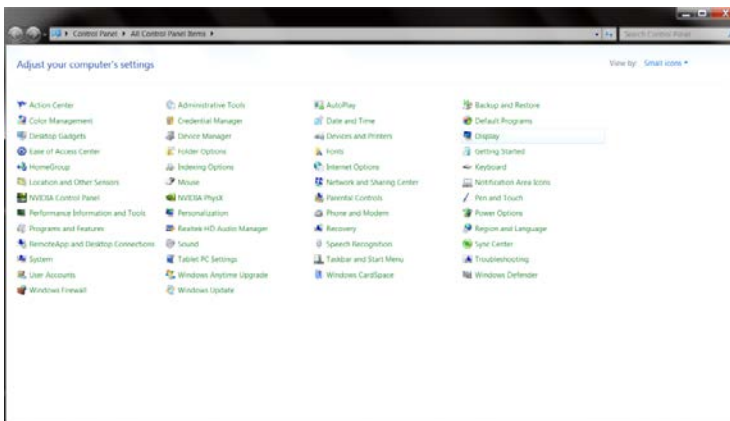 Control Panel ▸ All Control Panel Items ▸ Search Control Panel
Adjust your computer's settings View by: Small icons
Action Center Administrative Tools AutoPlay Backup and Restore
Color Management Credential Manager Date and Time Default Programs
Desktop Gadgets Device Manager Devices and Printers Display
Ease of Access Center Folder Options Fonts Getting Started
HomeGroup Indexing Options Internet Options Keyboard
Location and Other Sensors Mouse Network and Sharing Center Notification Area Icons
NVIDIA Control Panel NVIDIA PhysX Parental Controls Pen and Touch
Performance Information and Tools Personalization Phone and Modem Power Options
Programs and Features Realtek HD Audio Manager Recovery Region and Language
RemoteApp and Desktop Connections Sound Speech Recognition Sync Center
System Tablet PC Settings Taskbar and Start Menu Troubleshooting
User Accounts Windows Anytime Upgrade Windows CardSpace Windows Defender
Windows Firewall Windows Update